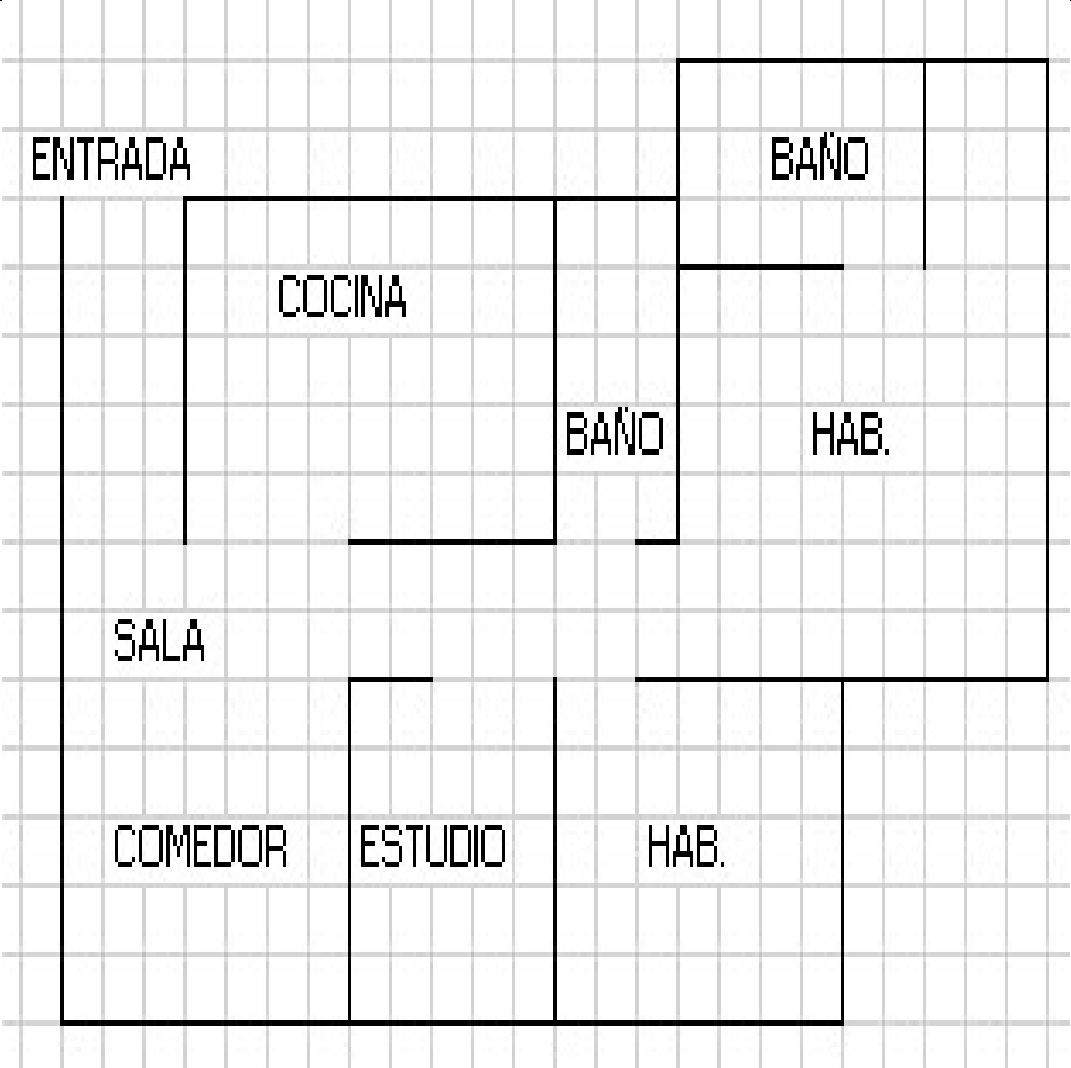 ENTRADA
BAÑO
COCINA
BAÑO
HAB.
SALA
COMEDOR
ESTUDIO
HAB.